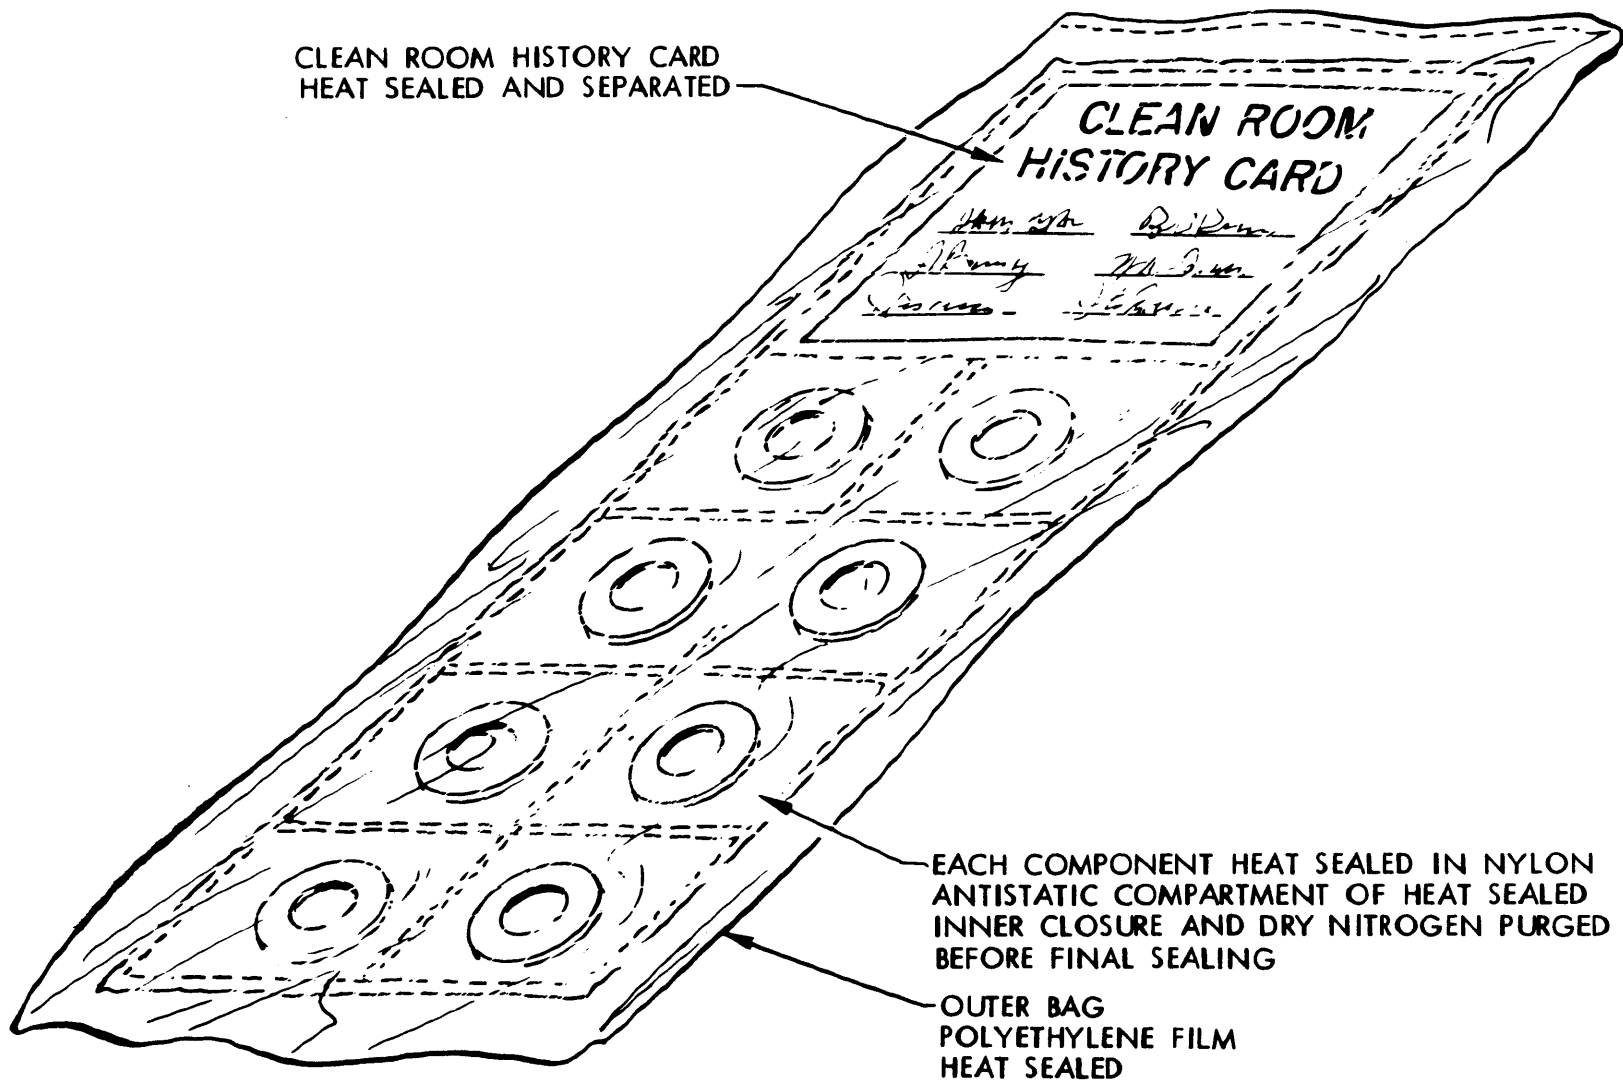 CLEAN ROOM HISTORY CARD
HEAT SEALED AND SEPARATED
CLEAN ROOM
HISTORY CARD
EACH COMPONENT HEAT SEALED IN NYLON
ANTISTATIC COMPARTMENT OF HEAT SEALED
INNER CLOSURE AND DRY NITROGEN PURGED
BEFORE FINAL SEALING
OUTER BAG
POLYETHYLENE FILM
HEAT SEALED